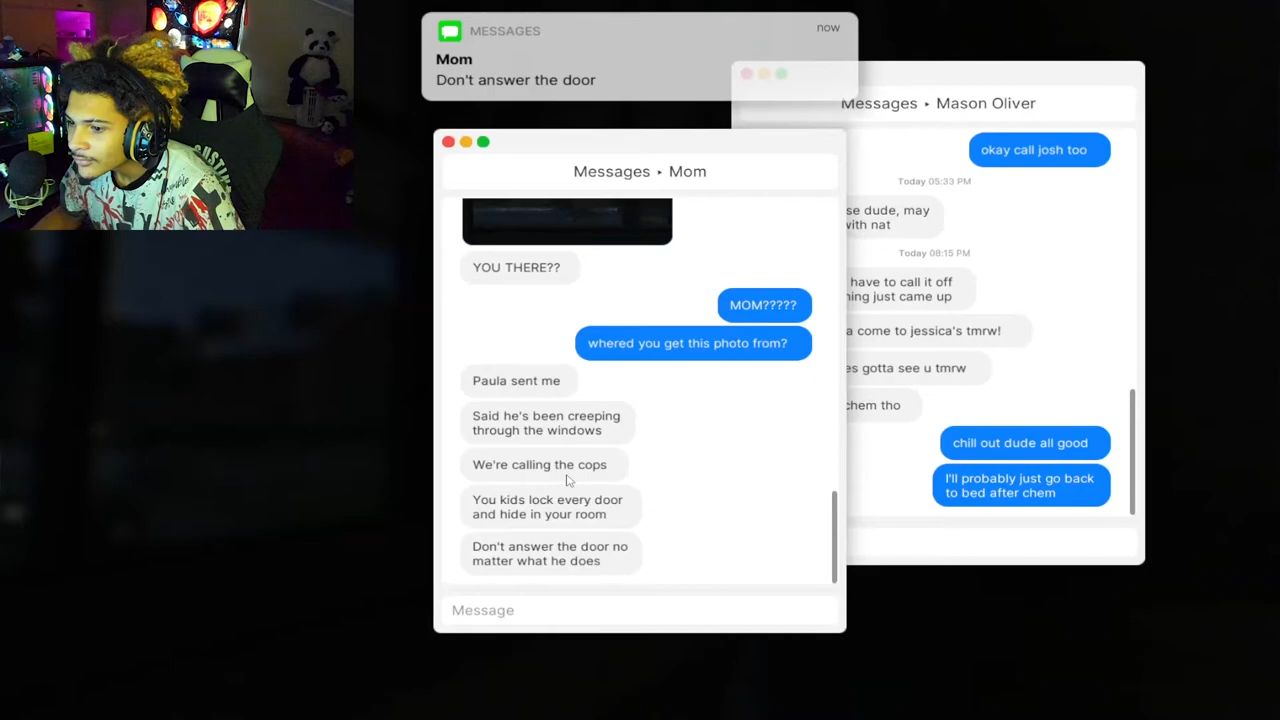 MESSAGES
now
Mom
Don't answer the door
Messages ▸ Mason Oliver
okay call josh too
Today 05:33 PM
se dude, may
with nat
Today 08:15 PM
have to call it off
ning just came up
a come to jessica's tmrw!
es gotta see u tmrw
chem tho
chill out dude all good
I'll probably just go back
to bed after chem
Messages ▸ Mom
YOU THERE??
MOM?????
whered you get this photo from?
Paula sent me
Said he's been creeping
through the windows
We're calling the cops
You kids lock every door
and hide in your room
Don't answer the door no
matter what he does
Message